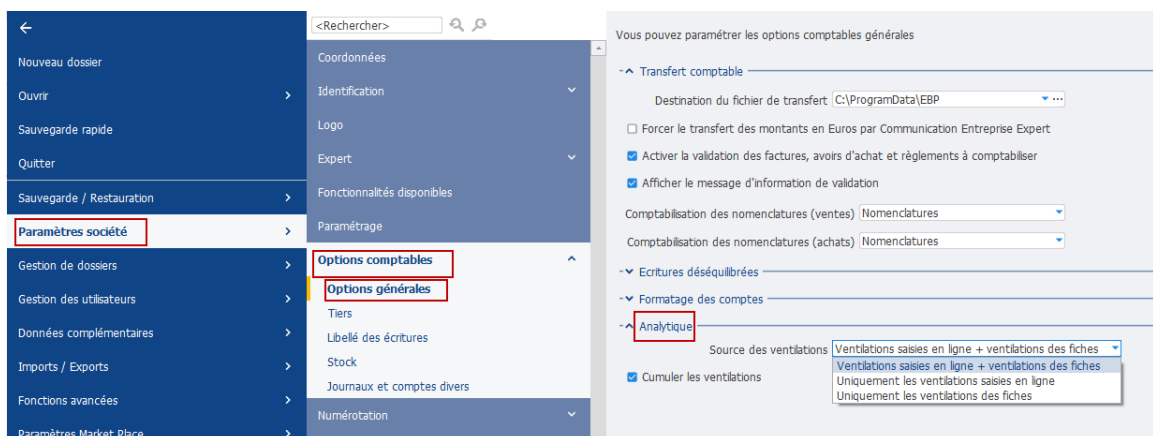 Nouveau dossier
Ouvrir
Sauvegarde rapide
Quitter
Sauvegarde / Restauration
Paramètres société
Gestion de dossiers
Gestion des utilisateurs
Données complémentaires
Imports / Exports
Fonctions avancées
Paramètres Market Place
<Rechercher>
Coordonnées
Identification
Logo
Expert
Fonctionnalités disponibles
Paramétrage
Options comptables
Options générales
Tiers
Libellé des écritures
Stock
Journaux et comptes divers
Numérotation
Vous pouvez paramétrer les options comptables générales
Transfert comptable
Destination du fichier de transfert C:\ProgramData\EBP ...
Forcer le transfert des montants en Euros par Communication Entreprise Expert
Activer la validation des factures, avoirs d'achat et règlements à comptabiliser
Afficher le message d'information de validation
Comptabilisation des nomenclatures (ventes) Nomenclatures
Comptabilisation des nomenclatures (achats) Nomenclatures
Ecritures déséquilibrées
Formatage des comptes
Analytique
Source des ventilations Ventilations saisies en ligne + ventilations des fiches
Ventilations saisies en ligne + ventilations des fiches
Cumuler les ventilations Uniquement les ventilations saisies en ligne
Uniquement les ventilations des fiches